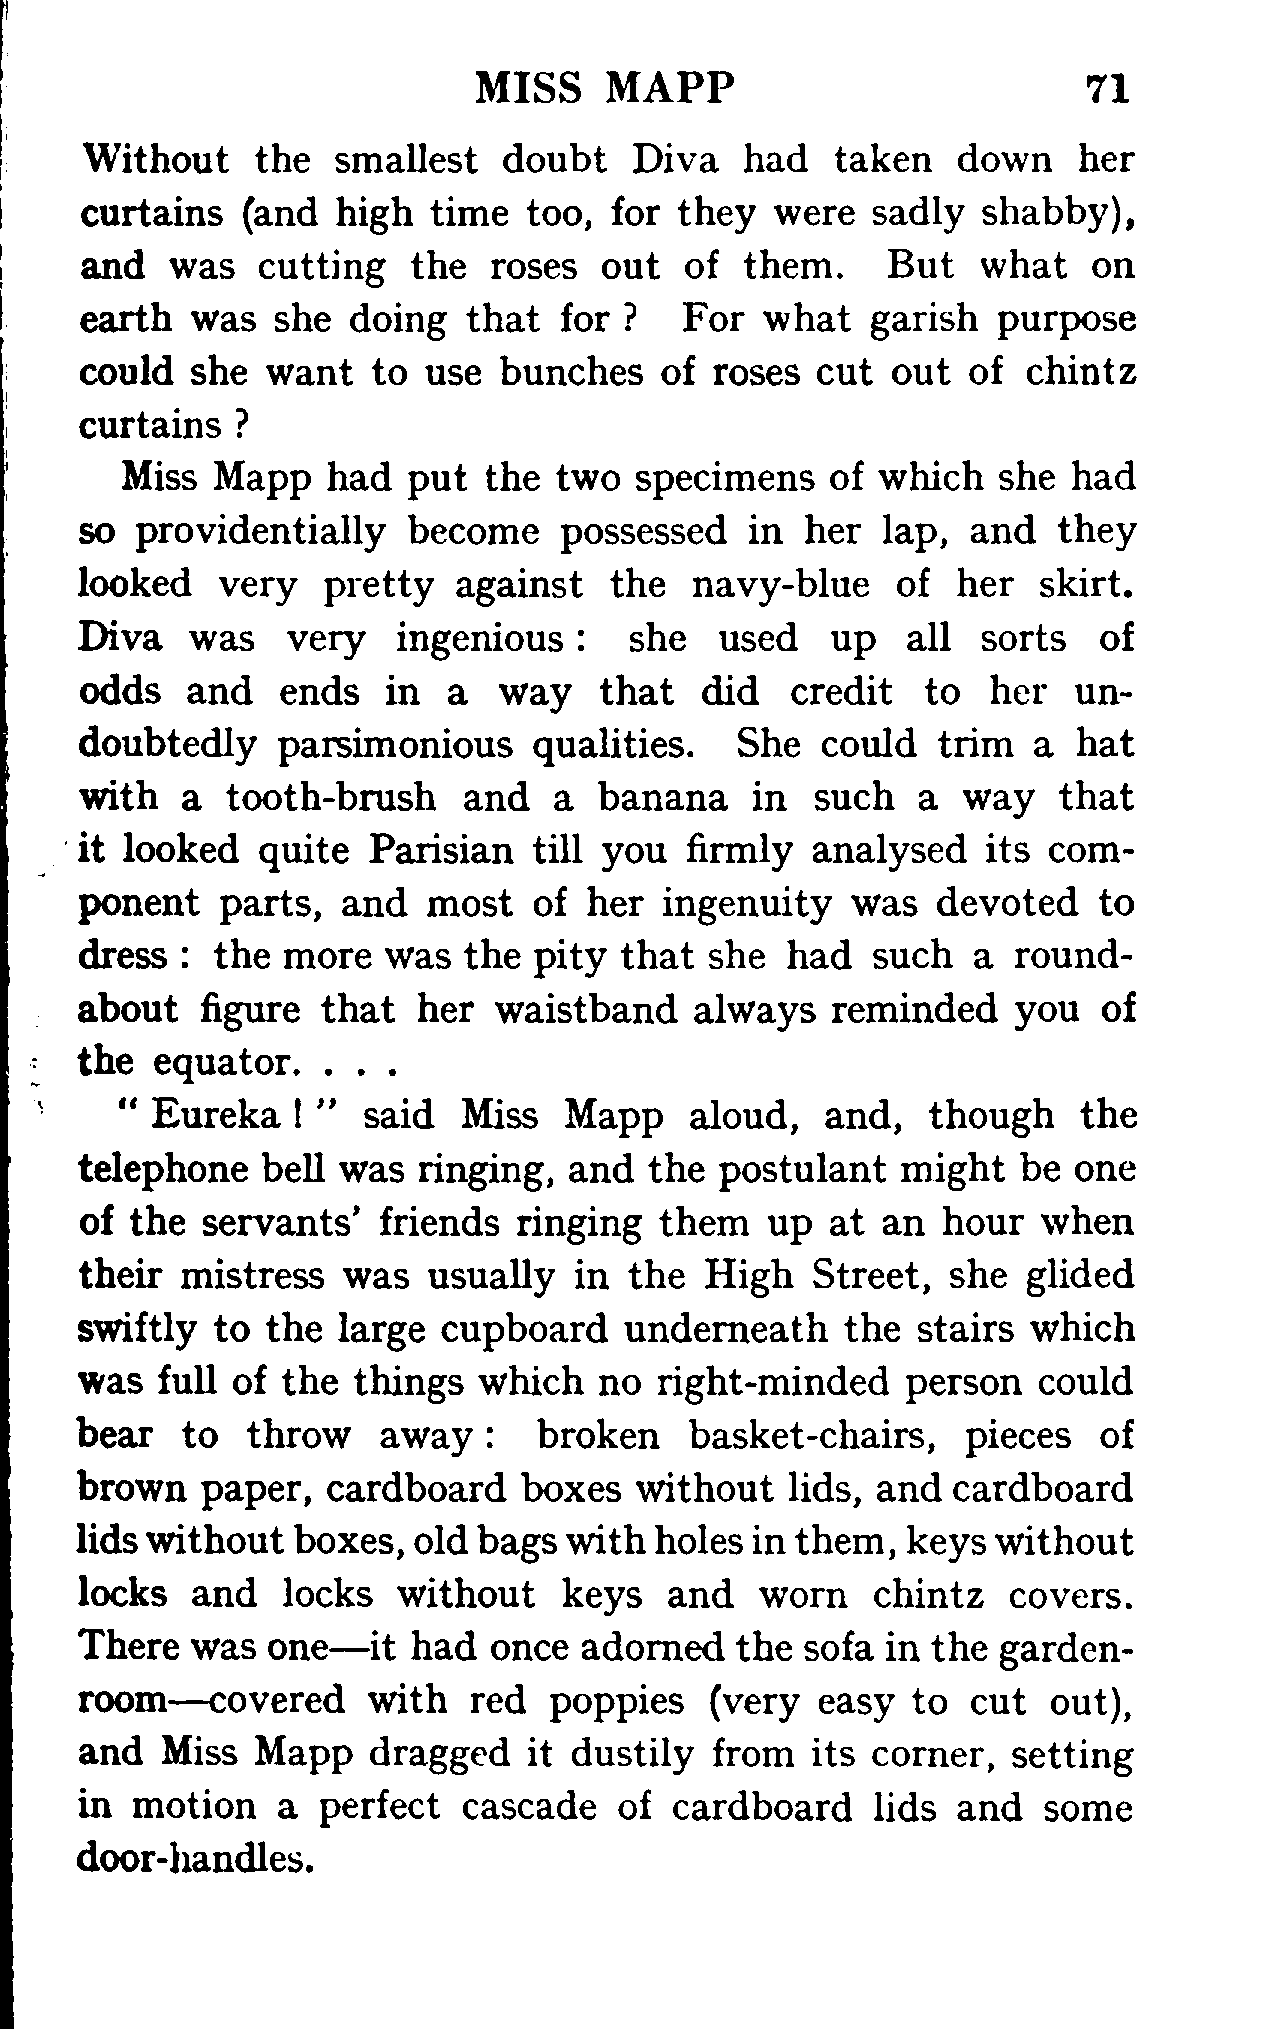 MISS MAPP 71
Without the smallest doubt Diva had taken down her
curtains (and high time too, for they were sadly shabby),
and was cutting the roses out of them. But what on
earth was she doing that for ? For what garish purpose
could she want to use bunches of roses cut out of chintz
curtains ?
Miss Mapp had put the two specimens of which she had
so providentially become possessed in her lap, and they
looked very pretty against the navy-blue of her skirt.
Diva was very ingenious : she used up all sorts of
odds and ends in a way that did credit to her un-
doubtedly parsimonious qualities. She could trim a hat
with a tooth-brush and a banana in such a way that
it looked quite Parisian till you firmly analysed its com-
ponent parts, and most of her ingenuity was devoted to
dress : the more was the pity that she had such a round-
about figure that her waistband always reminded you of
the equator. . . .
“ Eureka ! ” said Miss Mapp aloud, and, though the
telephone bell was ringing, and the postulant might be one
of the servants’ friends ringing them up at an hour when
their mistress was usually in the High Street, she glided
swiftly to the large cupboard underneath the stairs which
was full of the things which no right-minded person could
bear to throw away : broken basket-chairs, pieces of
brown paper, cardboard boxes without lids, and cardboard
lids without boxes, old bags with holes in them, keys without
locks and locks without keys and worn chintz covers.
There was one—it had once adorned the sofa in the garden-
room—covered with red poppies (very easy to cut out),
and Miss Mapp dragged it dustily from its corner, setting
in motion a perfect cascade of cardboard lids and some
door-handles.